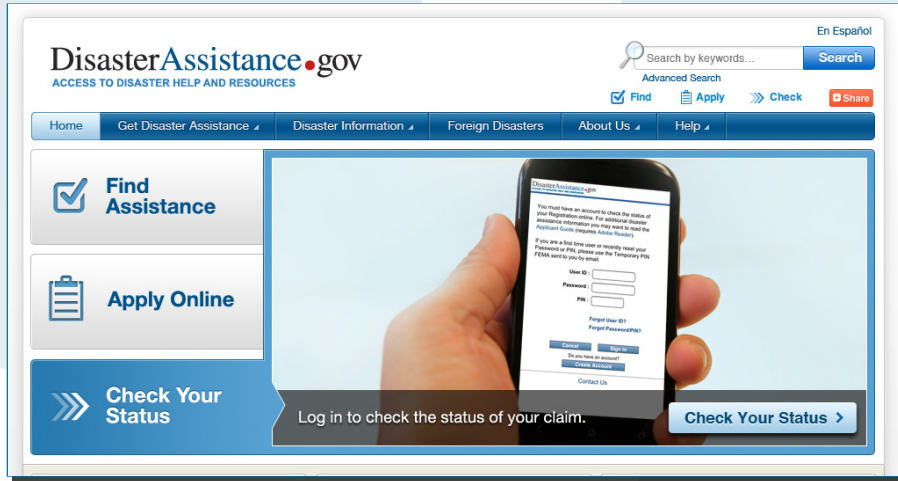 En Español
DisasterAssistance.gov
ACCESS TO DISASTER HELP AND RESOURCES
Search by keywords...
Search
Advanced Search
Find
Apply
Check
Share
Home
Get Disaster Assistance
Disaster Information
Foreign Disasters
About Us
Help
Find
Assistance
Apply Online
Check Your
Status
DisasterAssistance.gov
ACCESS TO DISASTER HELP AND RESOURCES
You must have an account to check the status of
your Registration online. For additional disaster
assistance information you may want to read the
Applicant Guide (requires Adobe Reader).
If you are a first time user or recently reset your
Password or PIN, please use the Temporary PIN
FEMA sent to you by email.
User ID :
Password :
PIN :
Forgot User ID?
Forgot Password/PIN?
Cancel
Sign In
Do you have an account?
Create Account
Contact Us
Log in to check the status of your claim.
Check Your Status >